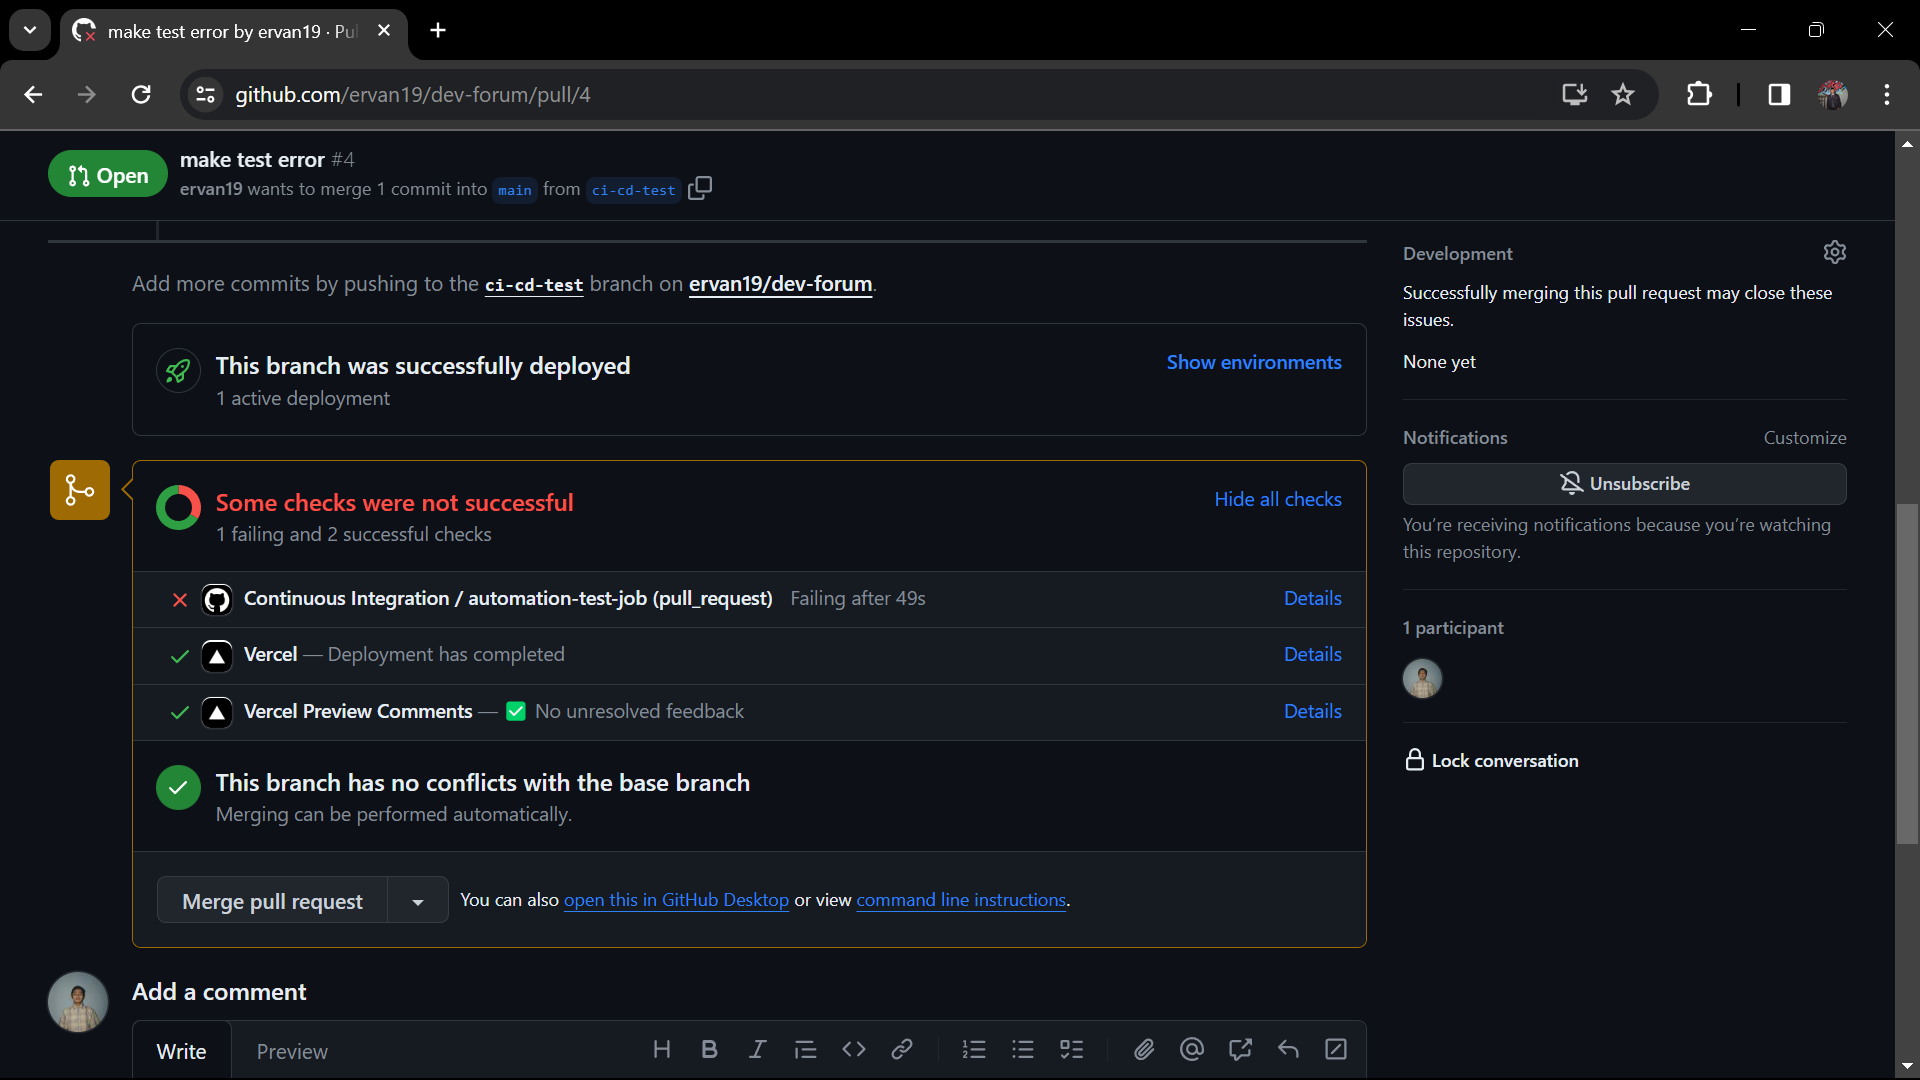 make test error by ervan19 · Pu
github.com/ervan19/dev-forum/pull/4
Open
make test error #4
ervan19 wants to merge 1 commit into main from ci-cd-test
Add more commits by pushing to the ci-cd-test branch on ervan19/dev-forum.
This branch was successfully deployed
1 active deployment
Show environments
Some checks were not successful
1 failing and 2 successful checks
Hide all checks
Continuous Integration / automation-test-job (pull_request) Failing after 49s
Details
Vercel — Deployment has completed
Details
Vercel Preview Comments — ✅ No unresolved feedback
Details
This branch has no conflicts with the base branch
Merging can be performed automatically.
Merge pull request
You can also open this in GitHub Desktop or view command line instructions.
Add a comment
Write
Preview
Development
Successfully merging this pull request may close these
issues.
None yet
Notifications
Customize
Unsubscribe
You're receiving notifications because you're watching
this repository.
1 participant
Lock conversation